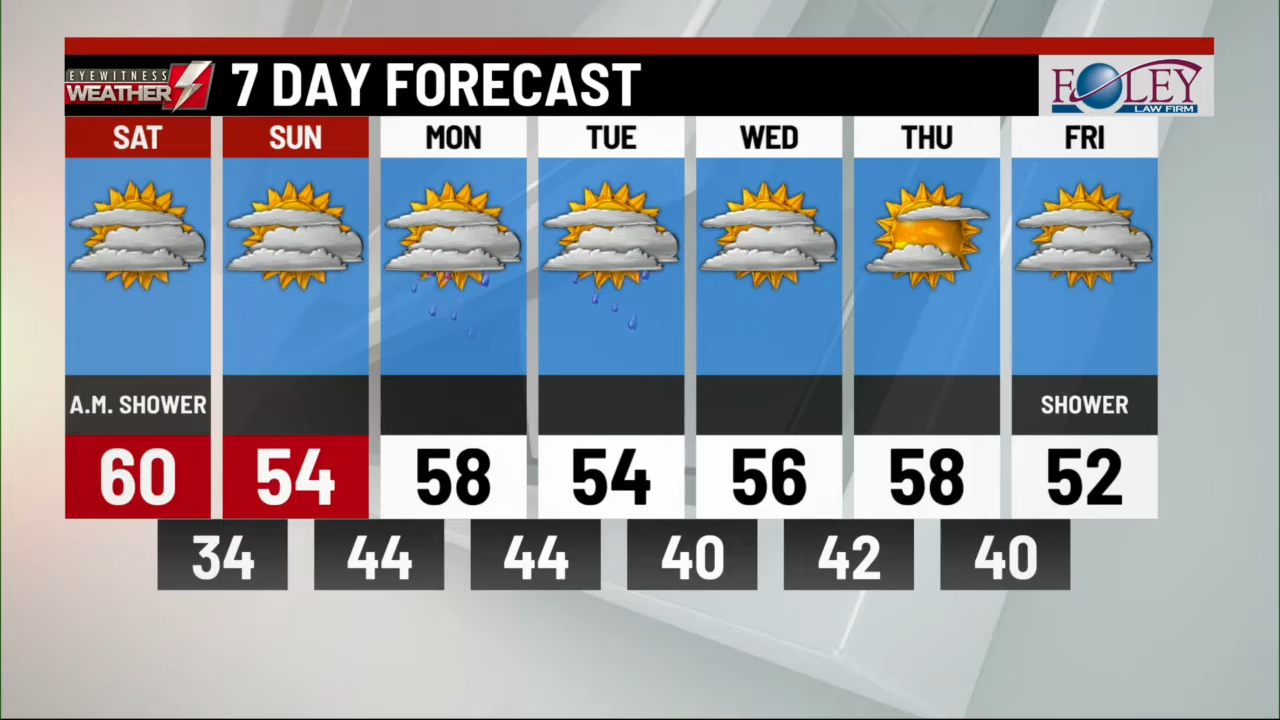 EYEWITNESS
WEATHER
7 DAY FORECAST
FOLEY
LAW FIRM
SAT SUN MON TUE WED THU FRI
A.M. SHOWER SHOWER
60 54 58 54 56 58 52
34 44 44 40 42 40